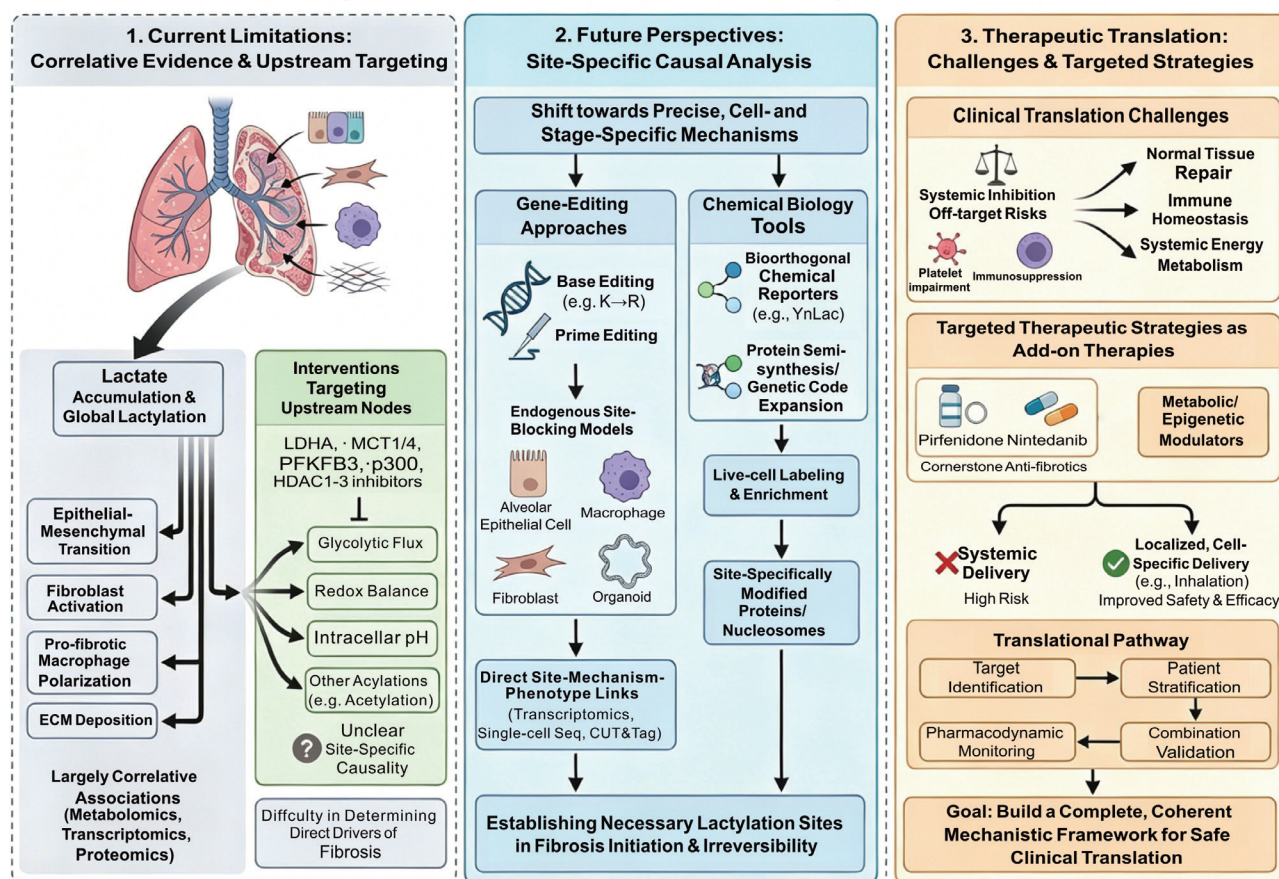 1. Current Limitations:
Correlative Evidence & Upstream Targeting
Lactate
Accumulation &
Global Lactylation
Epithelial-
Mesenchymal
Transition
Fibroblast
Activation
Pro-fibrotic
Macrophage
Polarization
ECM Deposition
Largely Correlative
Associations
(Metabolomics,
Transcriptomics,
Proteomics)
Interventions
Targeting
Upstream Nodes
LDHA, · MCT1/4,
PFKFB3, · p300,
HDAC1-3 inhibitors
Glycolytic Flux
Redox Balance
Intracellar pH
Other Acylations
(e.g. Acetylation)
?
Unclear
Site-Specific
Causality
Diffculty in Determining
Direct Drivers of
Fibrosis
2. Future Perspectives:
Site-Specific Causal Analysis
Shift towards Precise, Cell- and
Stage-Specific Mechanisms
Gene-Editing
Approaches
Base Editing
(e.g. K→R)
Prime Editing
Endogenous Site-
Blocking Models
Alveolar
Epithelial Cell
Macrophage
Fibroblast
Organoid
Direct Site-Mechanism-
Phenotype Links
(Transcriptomics,
Single-cell Seq, CUT&Tag)
Chemical Biology
Tools
Bioorthogonal
Chemical
Reporters
(e.g., YnLac)
Protein Semi-
synthesis/
Genetic Code
Expansion
Live-cell Labeling
& Enrichment
Site-Specifically
Modified
Proteins/
Nucleosomes
Establishing Necessary Lactylation Sites
in Fibrosis Initiation & Irreversibility
3. Therapeutic Translation:
Challenges & Targeted Strategies
Clinical Translation Challenges
Systemic Inhibition
Off-target Risks
Platelet
impairment
Immunosuppression
Normal Tissue
Repair
Immune
Homeostasis
Systemic Energy
Metabolism
Targeted Therapeutic Strategies as
Add-on Therapies
Pirfenidone Nintedanib
Cornerstone Anti-fibrotics
Metabolic/
Epigenetic
Modulators
Systemic
Delivery
High Risk
Localized, Cell-
Specific Delivery
(e.g., Inhalation)
Improved Safety & Efficacy
Translational Pathway
Target
Identification
Patient
Stratification
Pharmacodynamic
Monitoring
Combination
Validation
Goal: Build a Complete, Coherent
Mechanistic Framework for Safe
Clinical Translation